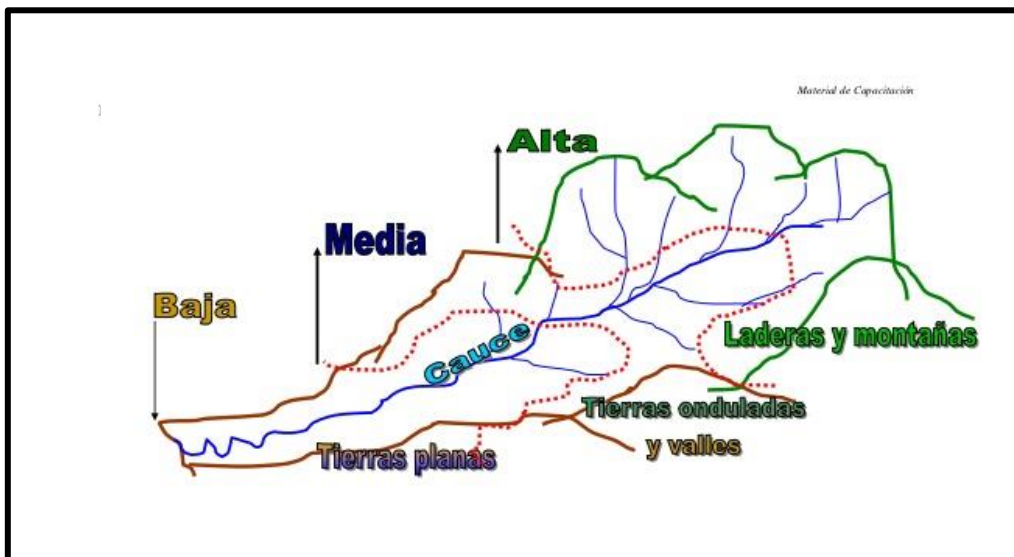 Material de Capacitación
Alta
Media
Baja
Cauce
Laderas y montañas
Tierras onduladas
y valles
Tierras planas